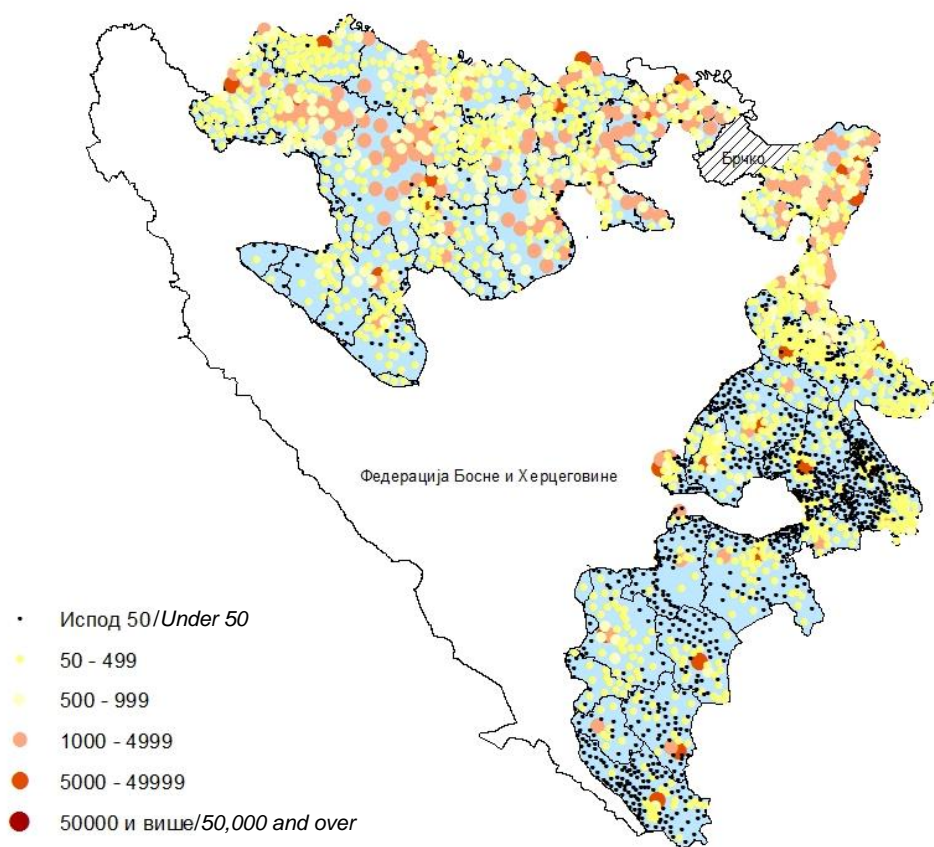 Брчко
Федерација Босне и Херцеговине
Испод 50/Under 50
50 - 499
500 - 999
1000 - 4999
5000 - 49999
50000 и више/50,000 and over